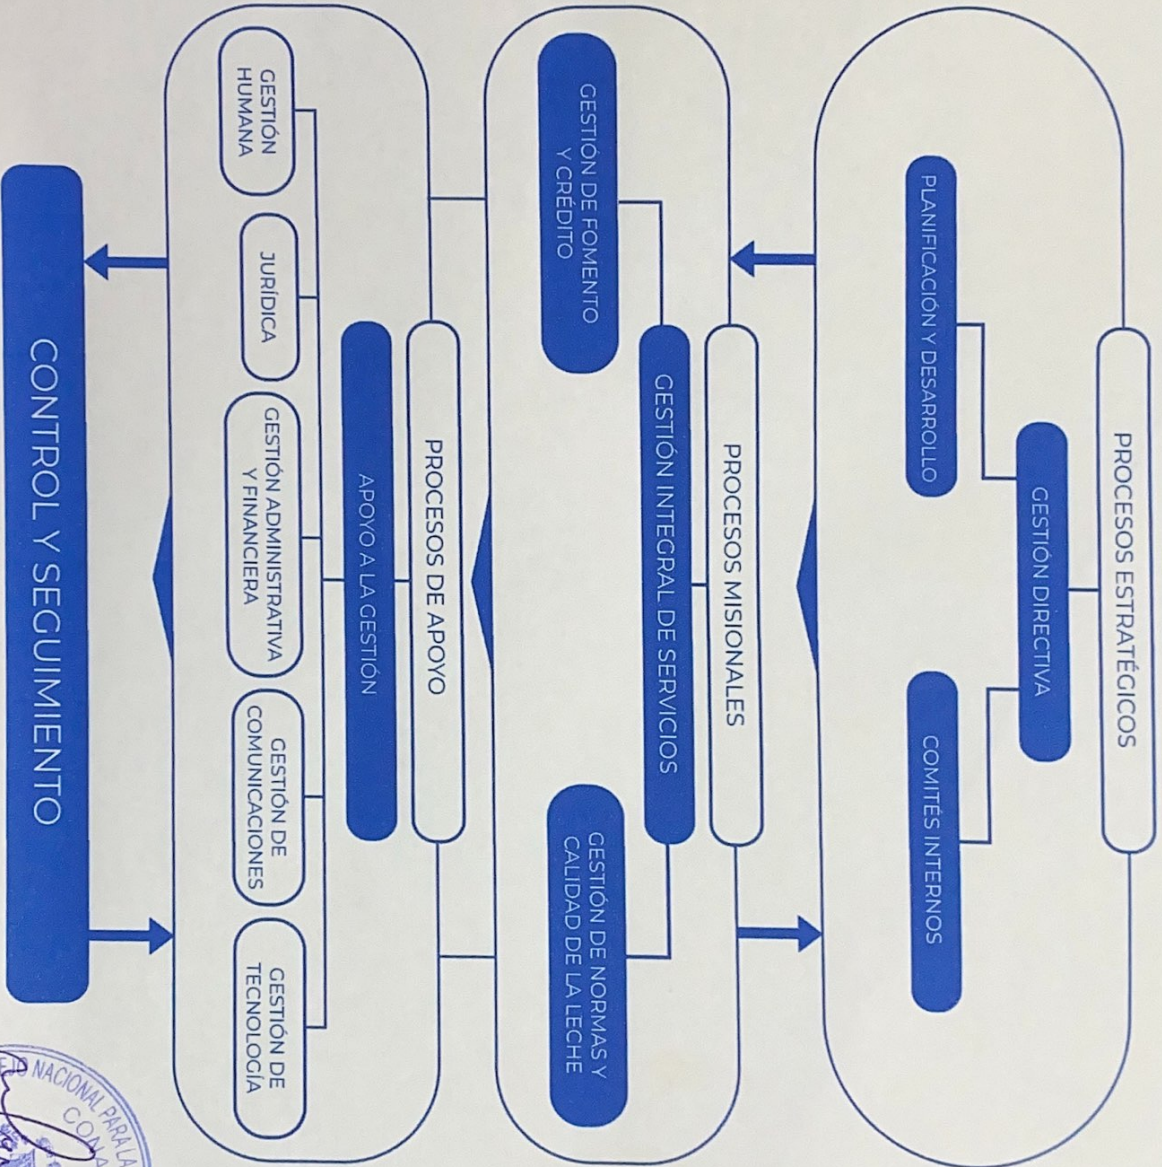 PROCESOS ESTRATÉGICOS
GESTIÓN DIRECTIVA
PLANIFICACIÓN Y DESARROLLO
COMITÉS INTERNOS
PROCESOS MISIONALES
GESTIÓN INTEGRAL DE SERVICIOS
GESTIÓN DE FOMENTO
Y CRÉDITO
GESTIÓN DE NORMAS Y
CALIDAD DE LA LECHE
PROCESOS DE APOYO
APOYO A LA GESTIÓN
GESTIÓN
HUMANA
JURÍDICA
GESTIÓN ADMINISTRATIVA
Y FINANCIERA
GESTIÓN DE
COMUNICACIONES
GESTIÓN DE
TECNOLOGÍA
CONTROL Y SEGUIMIENTO
NACIONAL PARA LA